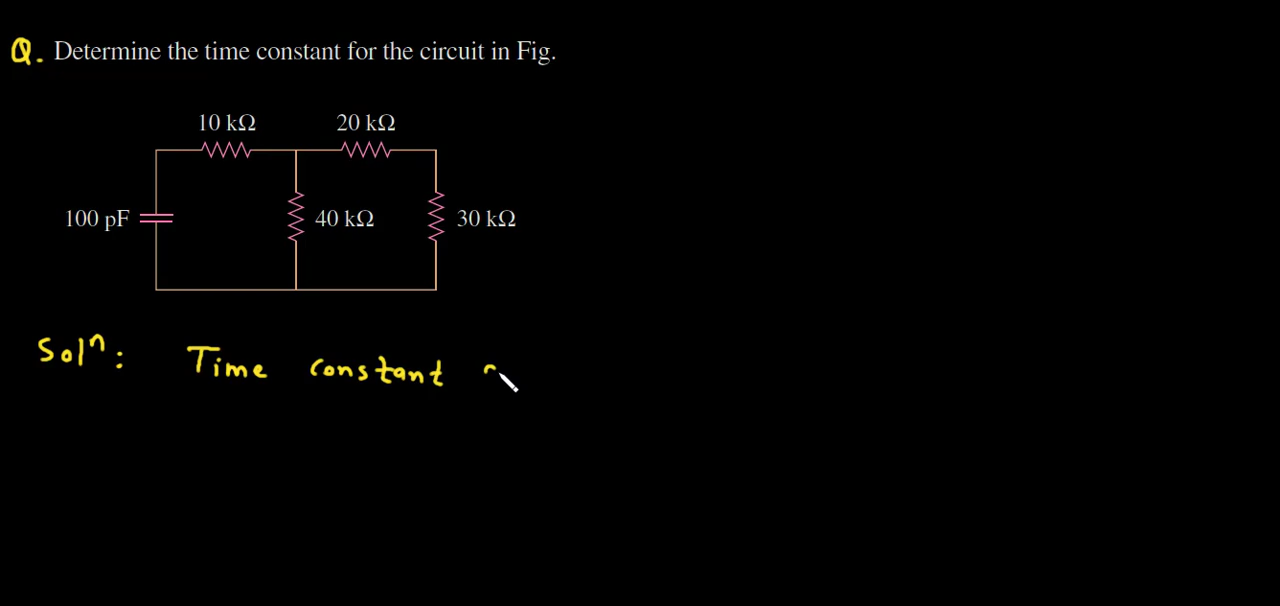 Q. Determine the time constant for the circuit in Fig.
10 kΩ 20 kΩ
100 pF 40 kΩ 30 kΩ
Solⁿ: Time constant